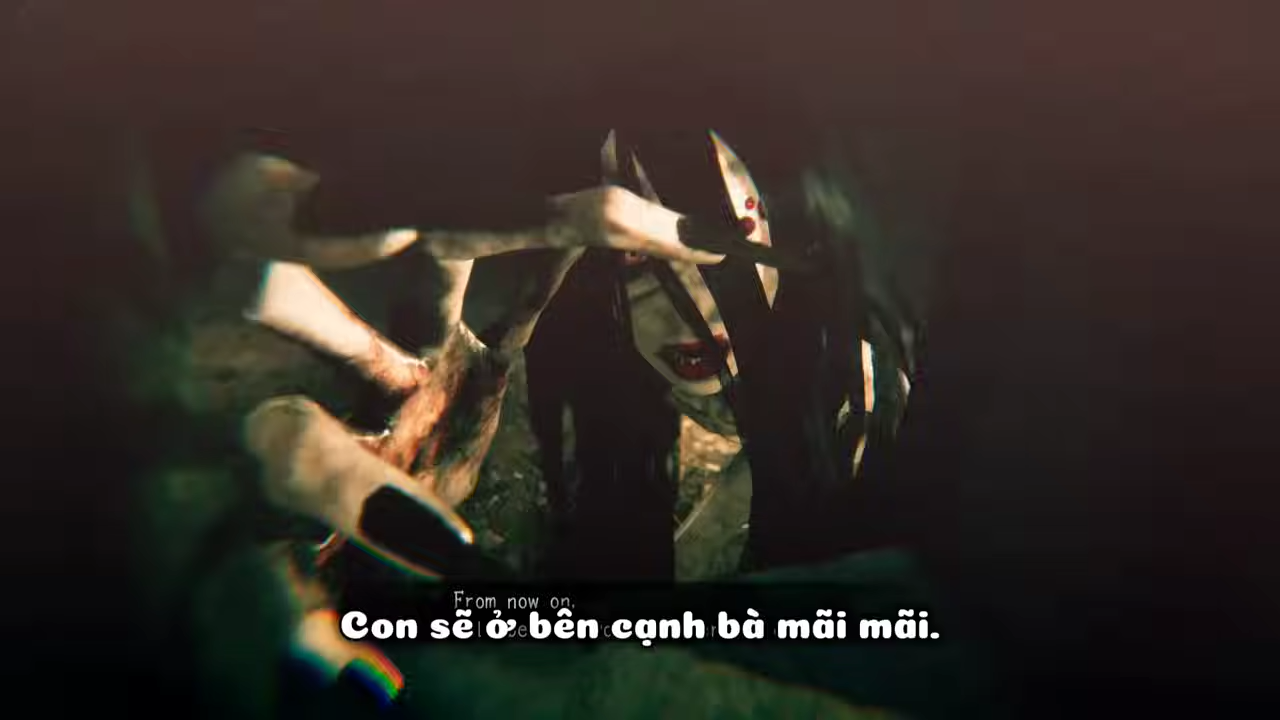 From now on,
Con sẽ ở bên cạnh bà mãi mãi.